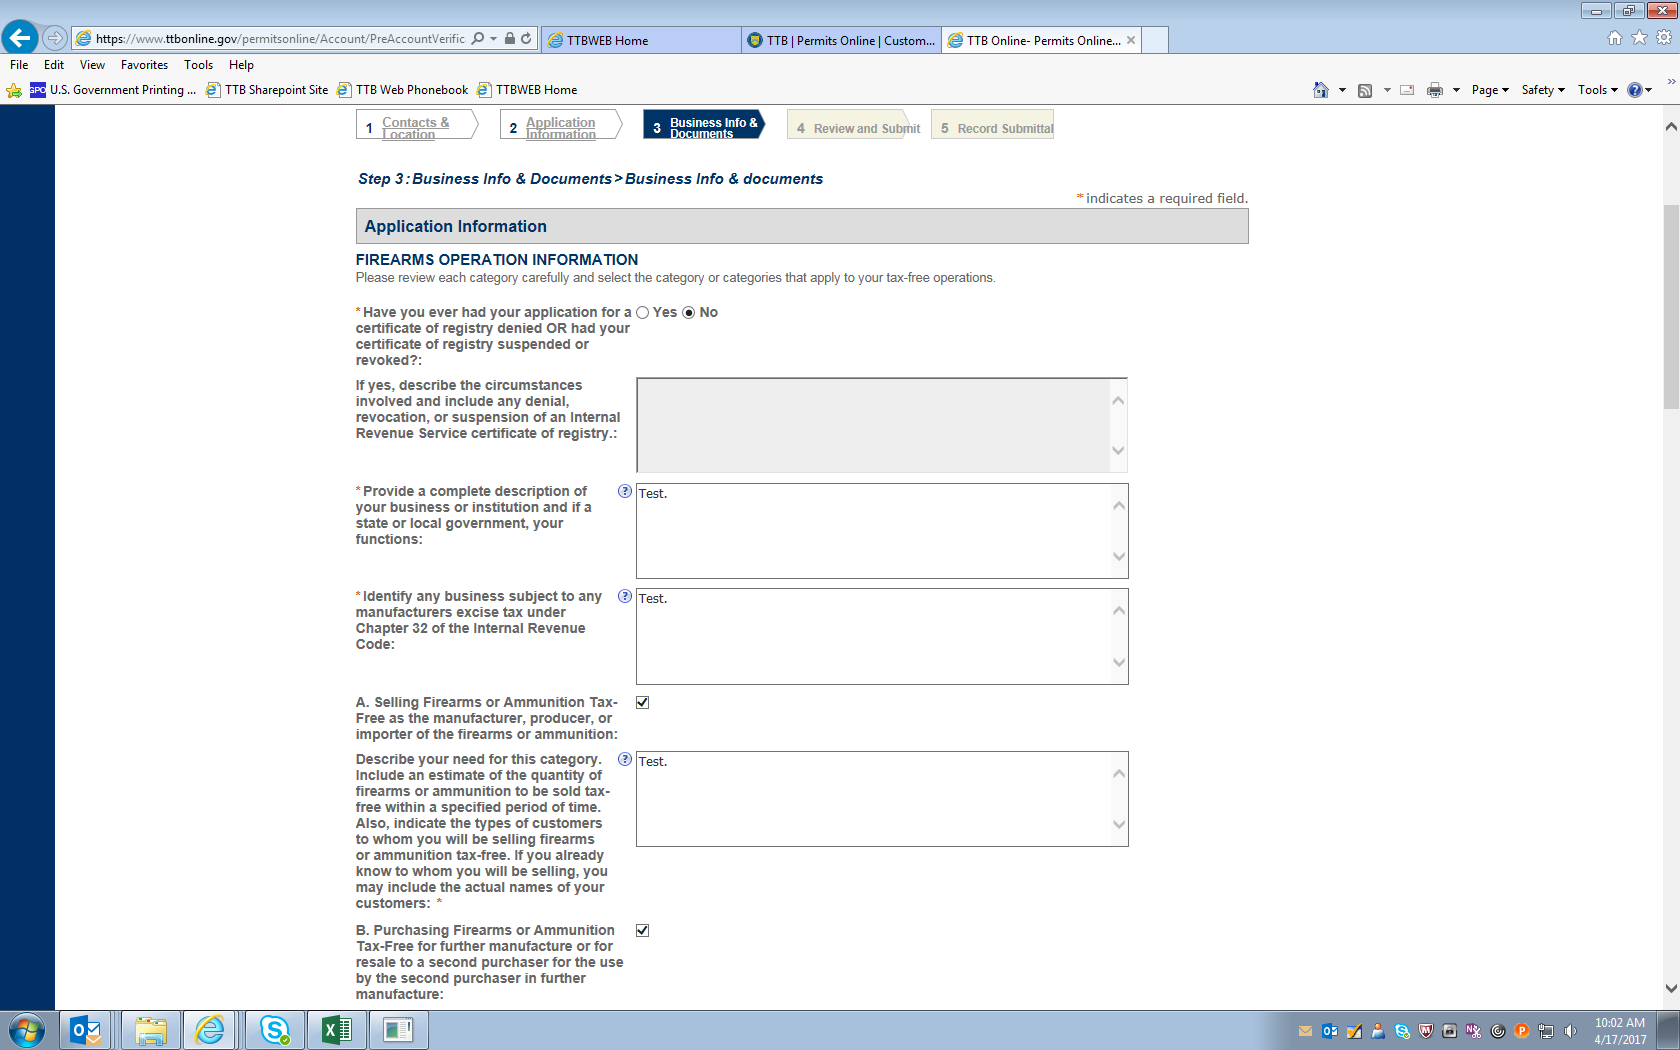 https://www.ttbonline.gov/permitsonline/Account/PreAccountVerific
TTBWEB Home
TTB | Permits Online | Custom...
TTB Online- Permits Online...
File Edit View Favorites Tools Help
GPO U.S. Government Printing ... TTB Sharepoint Site TTB Web Phonebook TTBWEB Home
Page Safety Tools
1 Contacts & Location
2 Application Information
3 Business Info & Documents
4 Review and Submit
5 Record Submittal
Step 3: Business Info & Documents > Business Info & documents
* indicates a required field.
Application Information
FIREARMS OPERATION INFORMATION
Please review each category carefully and select the category or categories that apply to your tax-free operations.
* Have you ever had your application for a
certificate of registry denied OR had your
certificate of registry suspended or
revoked?:
Yes No
If yes, describe the circumstances
involved and include any denial,
revocation, or suspension of an Internal
Revenue Service certificate of registry.:
* Provide a complete description of
your business or institution and if a
state or local government, your
functions:
Test.
* Identify any business subject to any
manufacturers excise tax under
Chapter 32 of the Internal Revenue
Code:
Test.
A. Selling Firearms or Ammunition Tax-
Free as the manufacturer, producer, or
importer of the firearms or ammunition:
Describe your need for this category.
Include an estimate of the quantity of
firearms or ammunition to be sold tax-
free within a specified period of time.
Also, indicate the types of customers
to whom you will be selling firearms
or ammunition tax-free. If you already
know to whom you will be selling, you
may include the actual names of your
customers: *
Test.
B. Purchasing Firearms or Ammunition
Tax-Free for further manufacture or for
resale to a second purchaser for the use
by the second purchaser in further
manufacture:
10:02 AM
4/17/2017